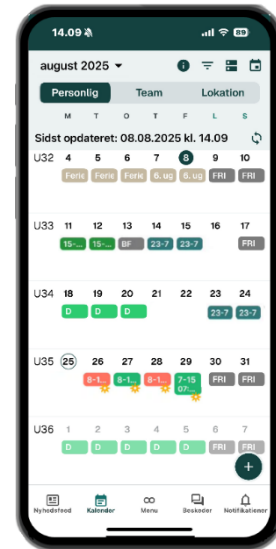 14.09 89
august 2025
Personlig Team Lokation
M T O T F L S
Sidst opdateret: 08.08.2025 kl. 14.09
U32 4 5 6 7 8 9 10
Ferie Ferie Ferie 6. ug 6. ug FRI FRI
U33 11 12 13 14 15 16 17
15-... 15-... BF 23-7 23-7 FRI
U34 18 19 20 21 22 23 24
D D D 23-7 23-7
U35 25 26 27 28 29 30 31
8-1... 8-1... 8-1... 7-15 FRI FRI
07:...
U36 1 2 3 4 5 6 7
D D D D D FRI FRI
Nyhedsfeed Kalender Menu Beskeder Notifikationer